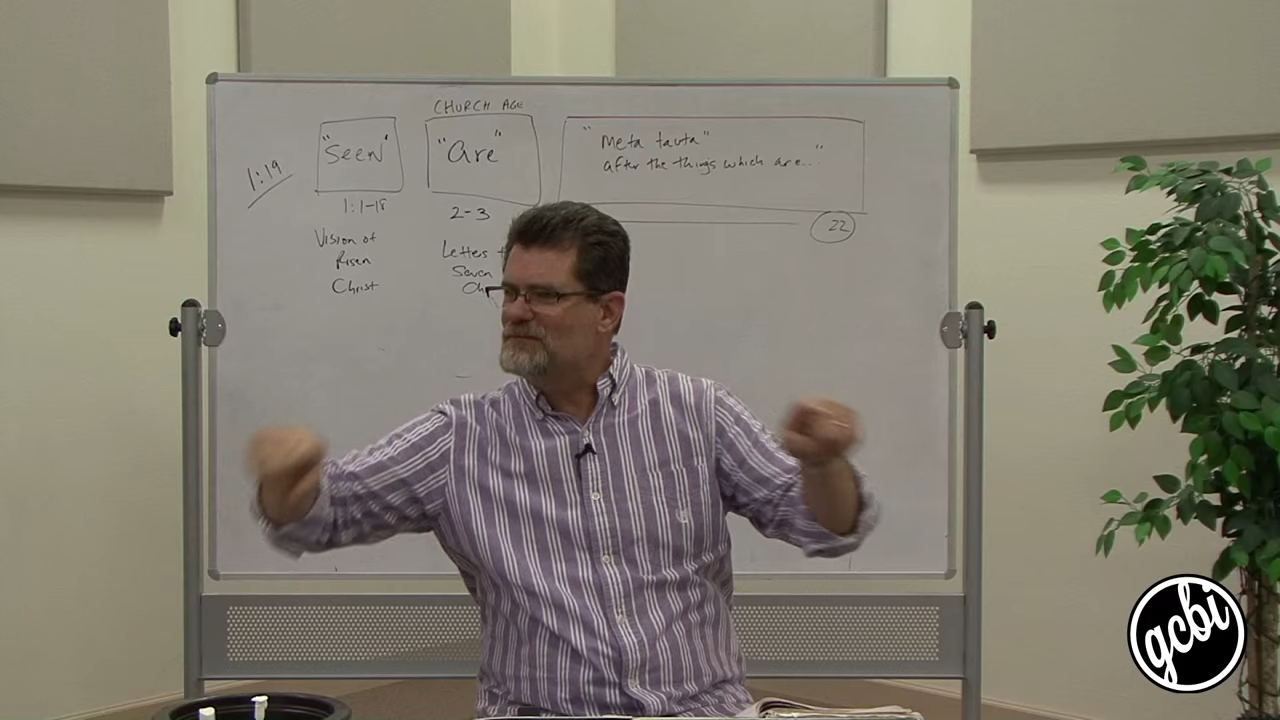 CHURCH AGE
1:19
"Seen"
"are"
"Meta tauta"
after the things which are..."
1:1-18
2-3
22
Vision of
Risen
Christ
Letters
Seven
gcbi